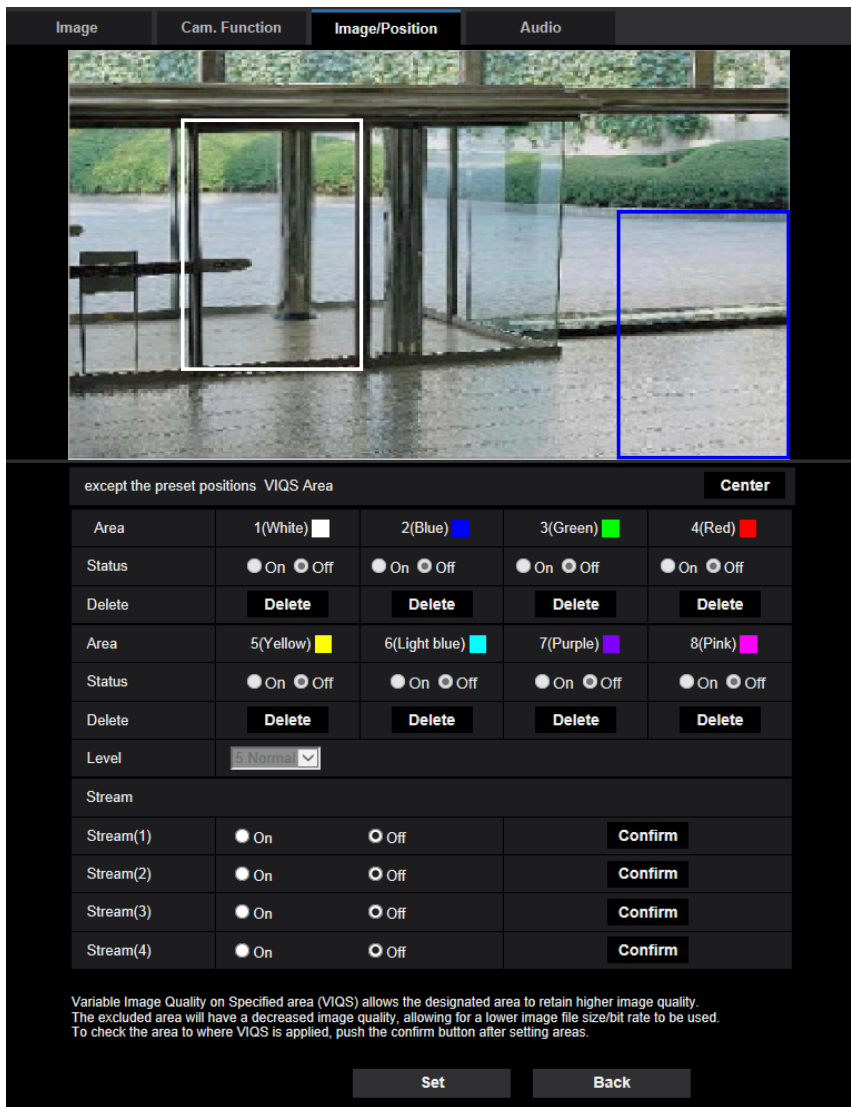 Image Cam. Function Image/Position Audio
except the preset positions VIQS Area Center
Area 1(White) 2(Blue) 3(Green) 4(Red)
Status On Off On Off On Off On Off
Delete Delete Delete Delete Delete
Area 5(Yellow) 6(Light blue) 7(Purple) 8(Pink)
Status On Off On Off On Off On Off
Delete Delete Delete Delete Delete
Level 5 Normal
Stream
Stream(1) On Off Confirm
Stream(2) On Off Confirm
Stream(3) On Off Confirm
Stream(4) On Off Confirm
Variable Image Quality on Specified area (VIQS) allows the designated area to retain higher image quality.
The excluded area will have a decreased image quality, allowing for a lower image file size/bit rate to be used.
To check the area to where VIQS is applied, push the confirm button after setting areas.
Set Back